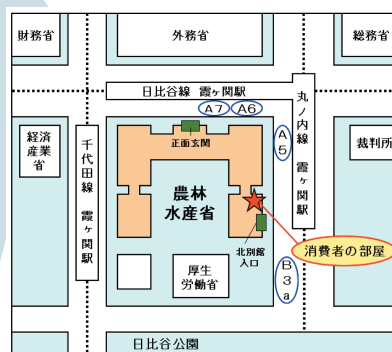 財務省
外務省
総務省
日比谷線 霞ヶ関駅
A7
A6
丸ノ内線 霞ヶ関駅
A5
正面玄関
経済
産業
省
千代田線 霞ヶ関駅
裁判所
農林
水産省
北別館
入口
消費者の部屋
厚生
労働省
B3a
日比谷公園